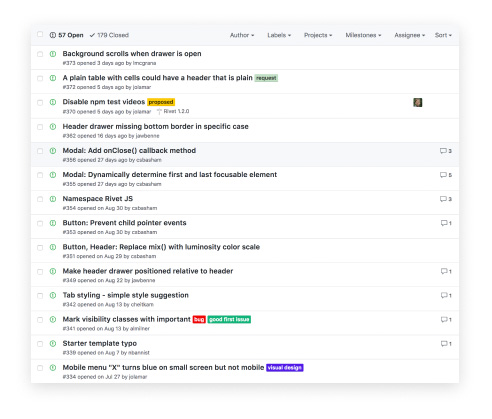 57 Open 179 Closed Author Labels Projects Milestones Assignee Sort
Background scrolls when drawer is open
#373 opened 3 days ago by lmcgrana
A plain table with cells could have a header that is plain request
#372 opened 5 days ago by jolamar
Disable npm test videos proposed
#370 opened 5 days ago by jolamar Rivet 1.2.0
Header drawer missing bottom border in specific case
#362 opened 16 days ago by jawbenne
Modal: Add onClose() callback method 3
#356 opened 27 days ago by csbasham
Modal: Dynamically determine first and last focusable element 5
#355 opened 27 days ago by csbasham
Namespace Rivet JS 3
#354 opened on Aug 30 by csbasham
Button: Prevent child pointer events 1
#353 opened on Aug 30 by csbasham
Button, Header: Replace mix() with luminosity color scale
#351 opened on Aug 29 by csbasham
Make header drawer positioned relative to header 1
#349 opened on Aug 22 by jawbenne
Tab styling - simple style suggestion 1
#342 opened on Aug 13 by cheltkam
Mark visibility classes with important bug good first issue 1
#341 opened on Aug 13 by almilner
Starter template typo 1
#339 opened on Aug 7 by nbannist
Mobile menu "X" turns blue on small screen but not mobile visual design
#334 opened on Jul 27 by jolamar